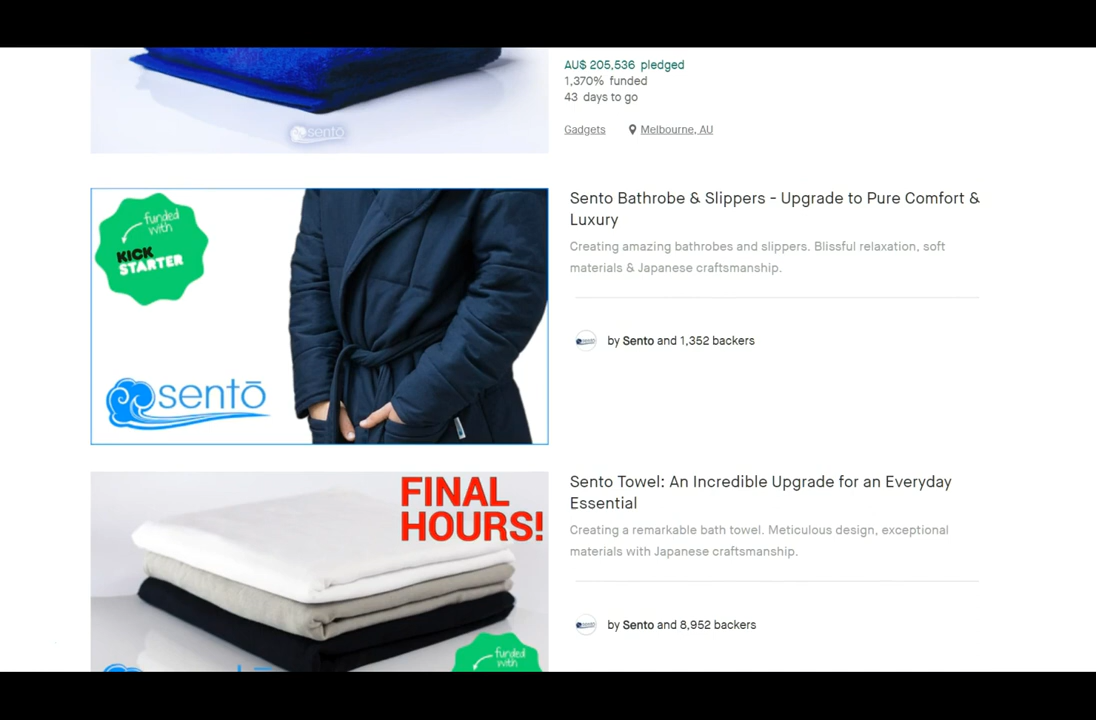 AU$ 205,536 pledged
1,370% funded
43 days to go
Gadgets Melbourne, AU
sentō
funded
with
KICK
STARTER
sentō
Sento Bathrobe & Slippers - Upgrade to Pure Comfort &
Luxury
Creating amazing bathrobes and slippers. Blissful relaxation, soft
materials & Japanese craftsmanship.
by Sento and 1,352 backers
FINAL
HOURS!
funded
with
Sento Towel: An Incredible Upgrade for an Everyday
Essential
Creating a remarkable bath towel. Meticulous design, exceptional
materials with Japanese craftsmanship.
by Sento and 8,952 backers